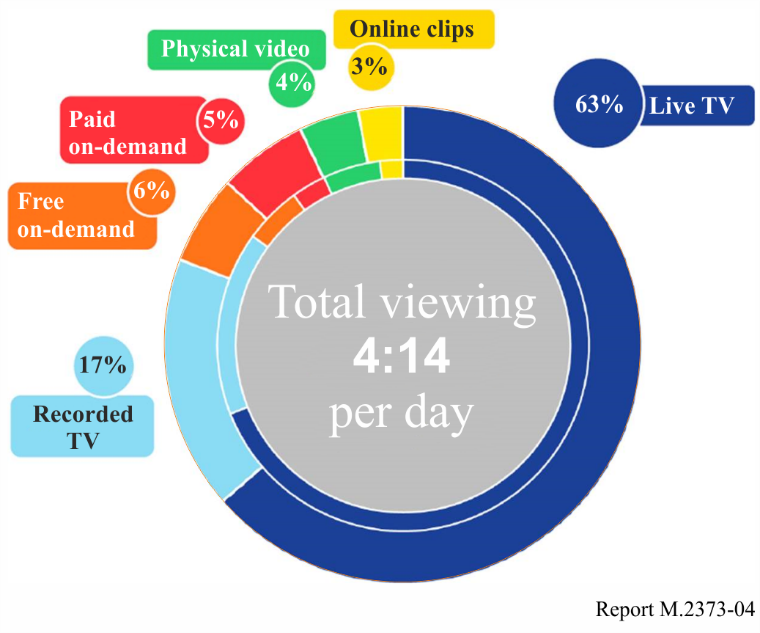 Online clips
3%
Physical video
4%
63%
Live TV
Paid
on-demand
5%
Free
on-demand
6%
17%
Recorded
TV
Total viewing
4:14
per day
Report M.2373-04